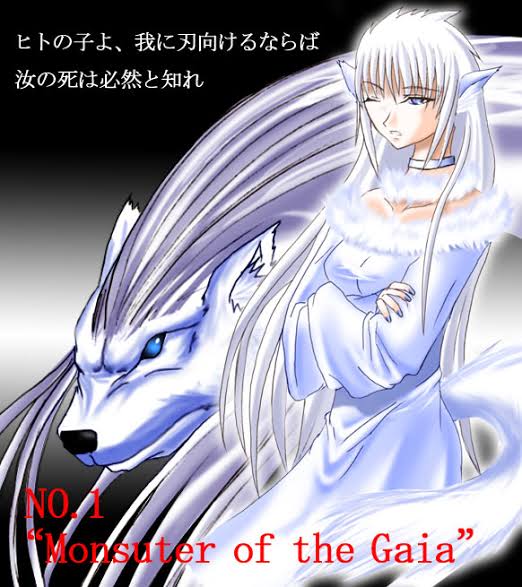 ヒトの子よ、我に刃向けるならば
汝の死は必然と知れ
NO.1
“Monsuter of the Gaia”